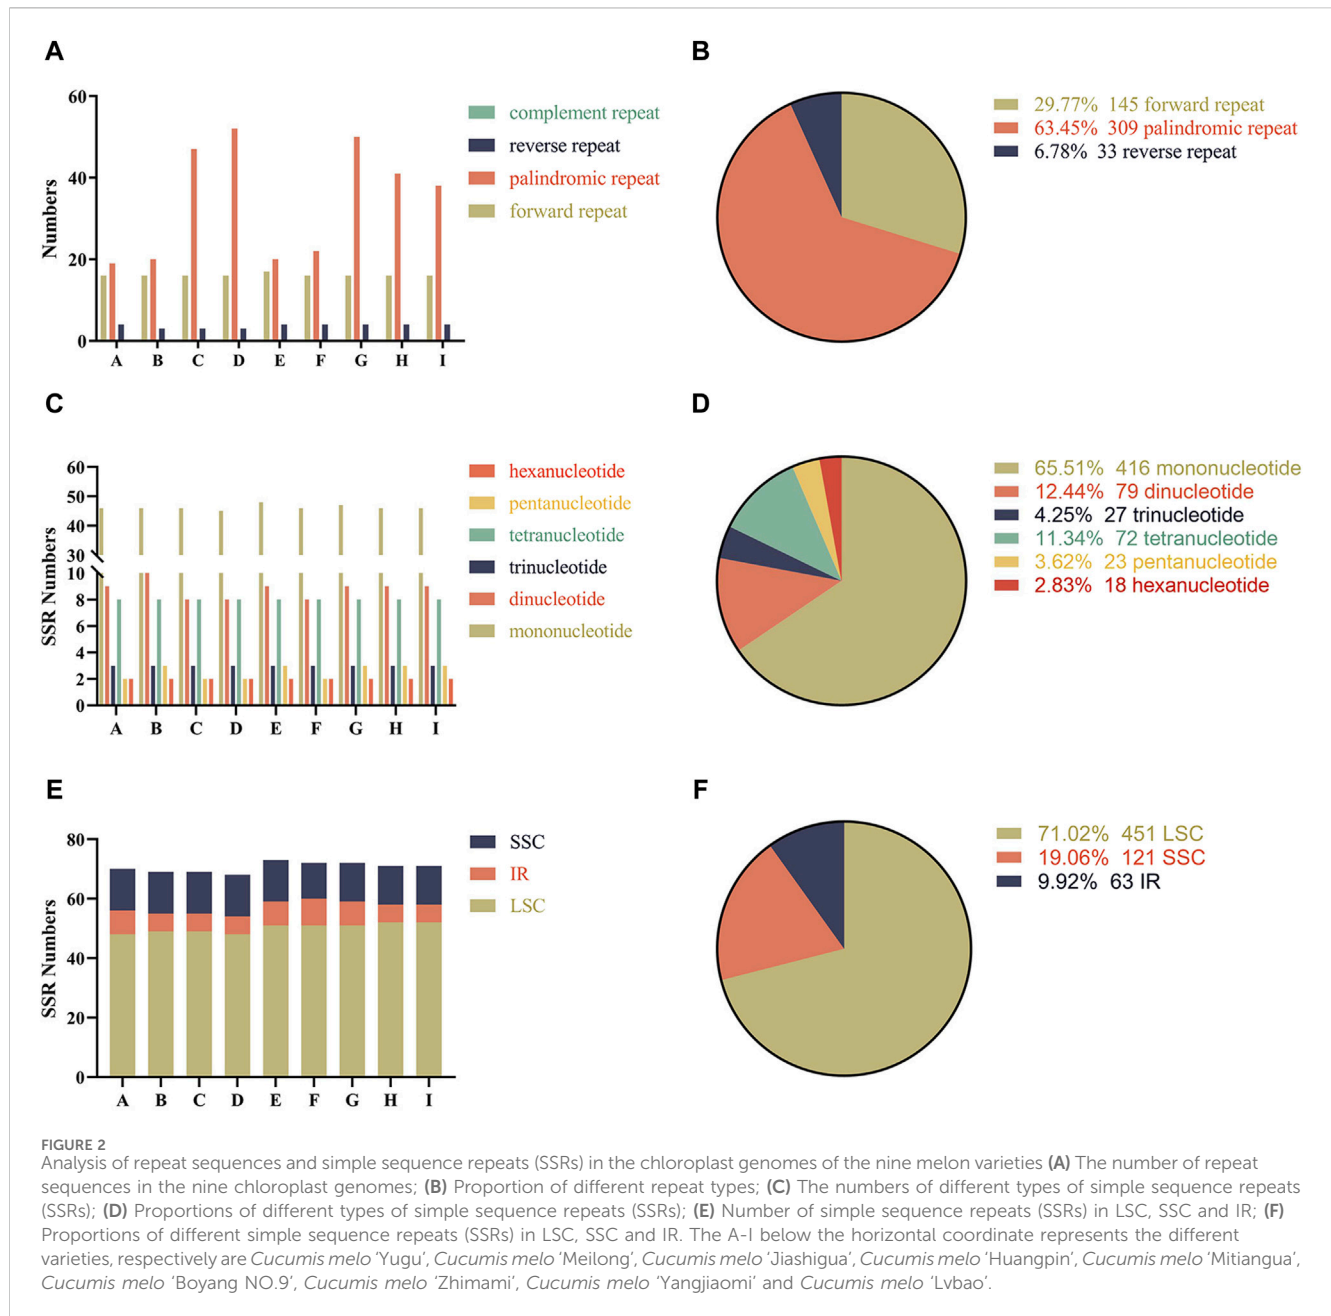 A
60
40
20
0
Numbers
A B C D E F G H I
complement repeat
reverse repeat
palindromic repeat
forward repeat
B
29.77% 145 forward repeat
63.45% 309 palindromic repeat
6.78% 33 reverse repeat
C
60
50
40
30
10
8
6
4
2
0
SSR Numbers
A B C D E F G H I
hexanucleotide
pentanucleotide
tetranucleotide
trinucleotide
dinucleotide
mononucleotide
D
65.51% 416 mononucleotide
12.44% 79 dinucleotide
4.25% 27 trinucleotide
11.34% 72 tetranucleotide
3.62% 23 pentanucleotide
2.83% 18 hexanucleotide
E
80
60
40
20
0
SSR Numbers
A B C D E F G H I
SSC
IR
LSC
F
71.02% 451 LSC
19.06% 121 SSC
9.92% 63 IR
FIGURE 2
Analysis of repeat sequences and simple sequence repeats (SSRs) in the chloroplast genomes of the nine melon varieties (A) The number of repeat
sequences in the nine chloroplast genomes; (B) Proportion of different repeat types; (C) The numbers of different types of simple sequence repeats
(SSRs); (D) Proportions of different types of simple sequence repeats (SSRs); (E) Number of simple sequence repeats (SSRs) in LSC, SSC and IR; (F)
Proportions of different simple sequence repeats (SSRs) in LSC, SSC and IR. The A-I below the horizontal coordinate represents the different
varieties, respectively are Cucumis melo ‘Yugu’, Cucumis melo ‘Meilong’, Cucumis melo ‘Jiashigua’, Cucumis melo ‘Huangpin’, Cucumis melo ‘Mitiangua’,
Cucumis melo ‘Boyang NO.9’, Cucumis melo ‘Zhimami’, Cucumis melo ‘Yangjiaomi’ and Cucumis melo ‘Lvbao’.